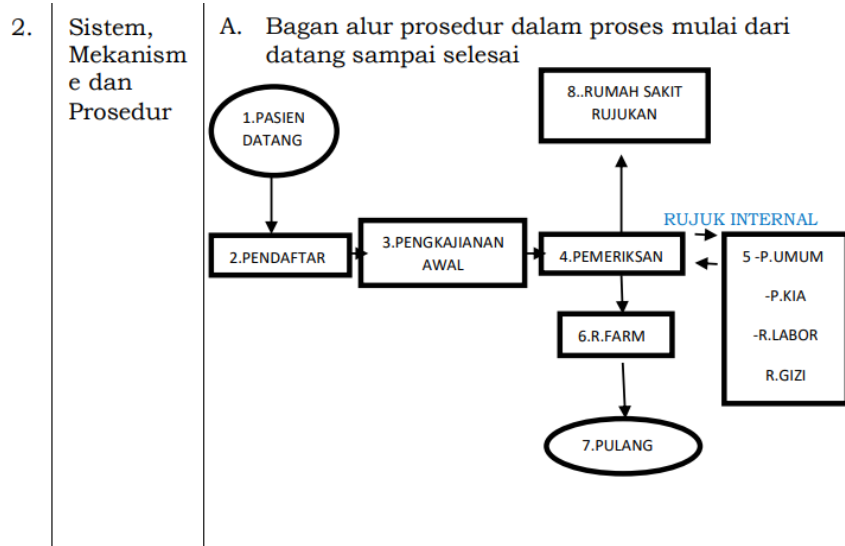 2.
Sistem,
Mekanism
e dan
Prosedur
A. Bagan alur prosedur dalam proses mulai dari
datang sampai selesai
1.PASIEN
DATANG
2.PENDAFTAR
3.PENGKAJIANAN
AWAL
4.PEMERIKSAN
8..RUMAH SAKIT
RUJUKAN
RUJUK INTERNAL
5 -P.UMUM
-P.KIA
-R.LABOR
R.GIZI
6.R.FARM
7.PULANG